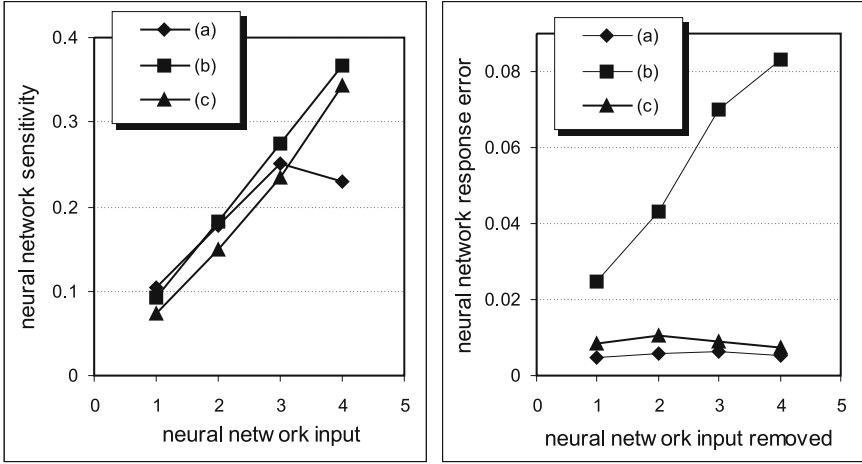 0.4
0.3
0.2
0.1
0
0 1 2 3 4 5
(a)
(b)
(c)
neural network sensitivity
neural netw ork input
0.08
0.06
0.04
0.02
0
0 1 2 3 4 5
(a)
(b)
(c)
neural network response error
neural netw ork input removed